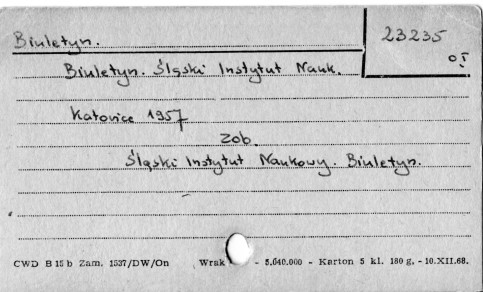 Biuletyn.
23235
Biuletyn. Śląski Instytut Nauk.
Katowice 1957
zob.
Śląski Instytut Naukowy. Biuletyn.
CWD B 15 b Zam. 1537/DW/On Wrak - 5.040.000 - Karton 5 kl. 180 g. - 10.XII.68.